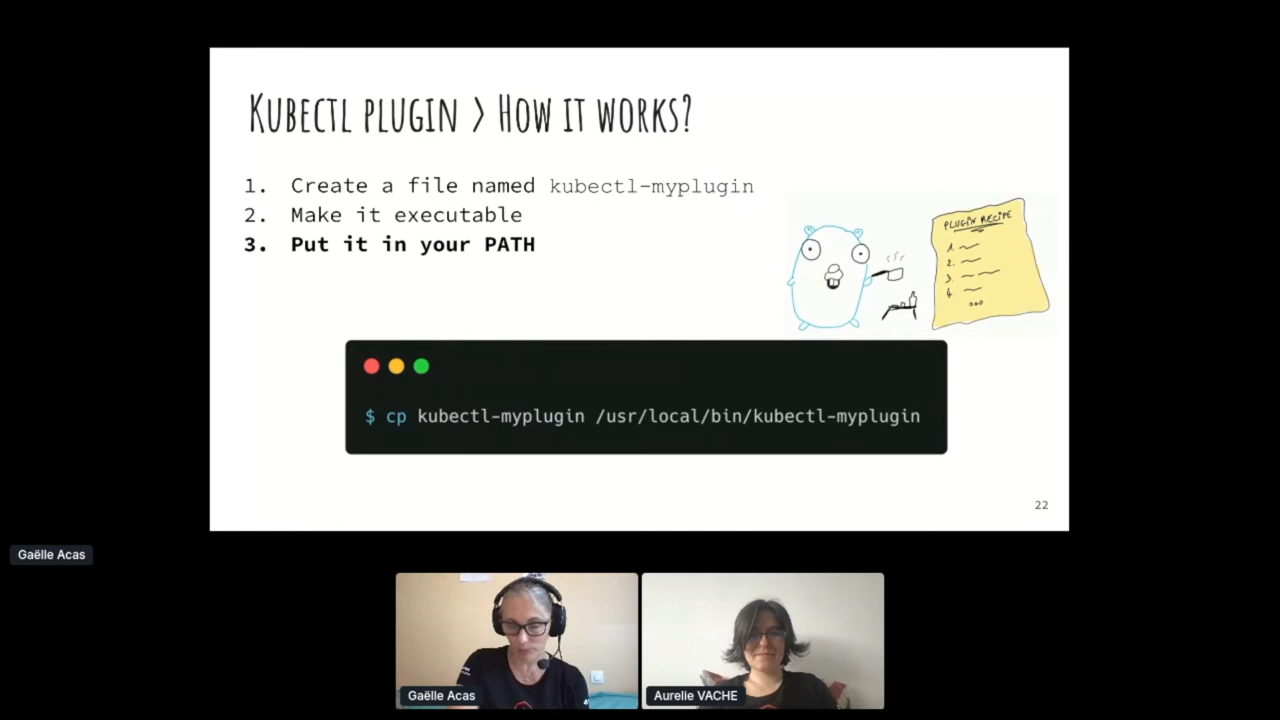 Kubectl plugin > How it works?
1. Create a file named kubectl-myplugin
2. Make it executable
3. Put it in your PATH
PLUGIN RECIPE
1.
2.
3.
4.
$ cp kubectl-myplugin /usr/local/bin/kubectl-myplugin
22
Gaëlle Acas
Gaëlle Acas
Aurelie VACHE